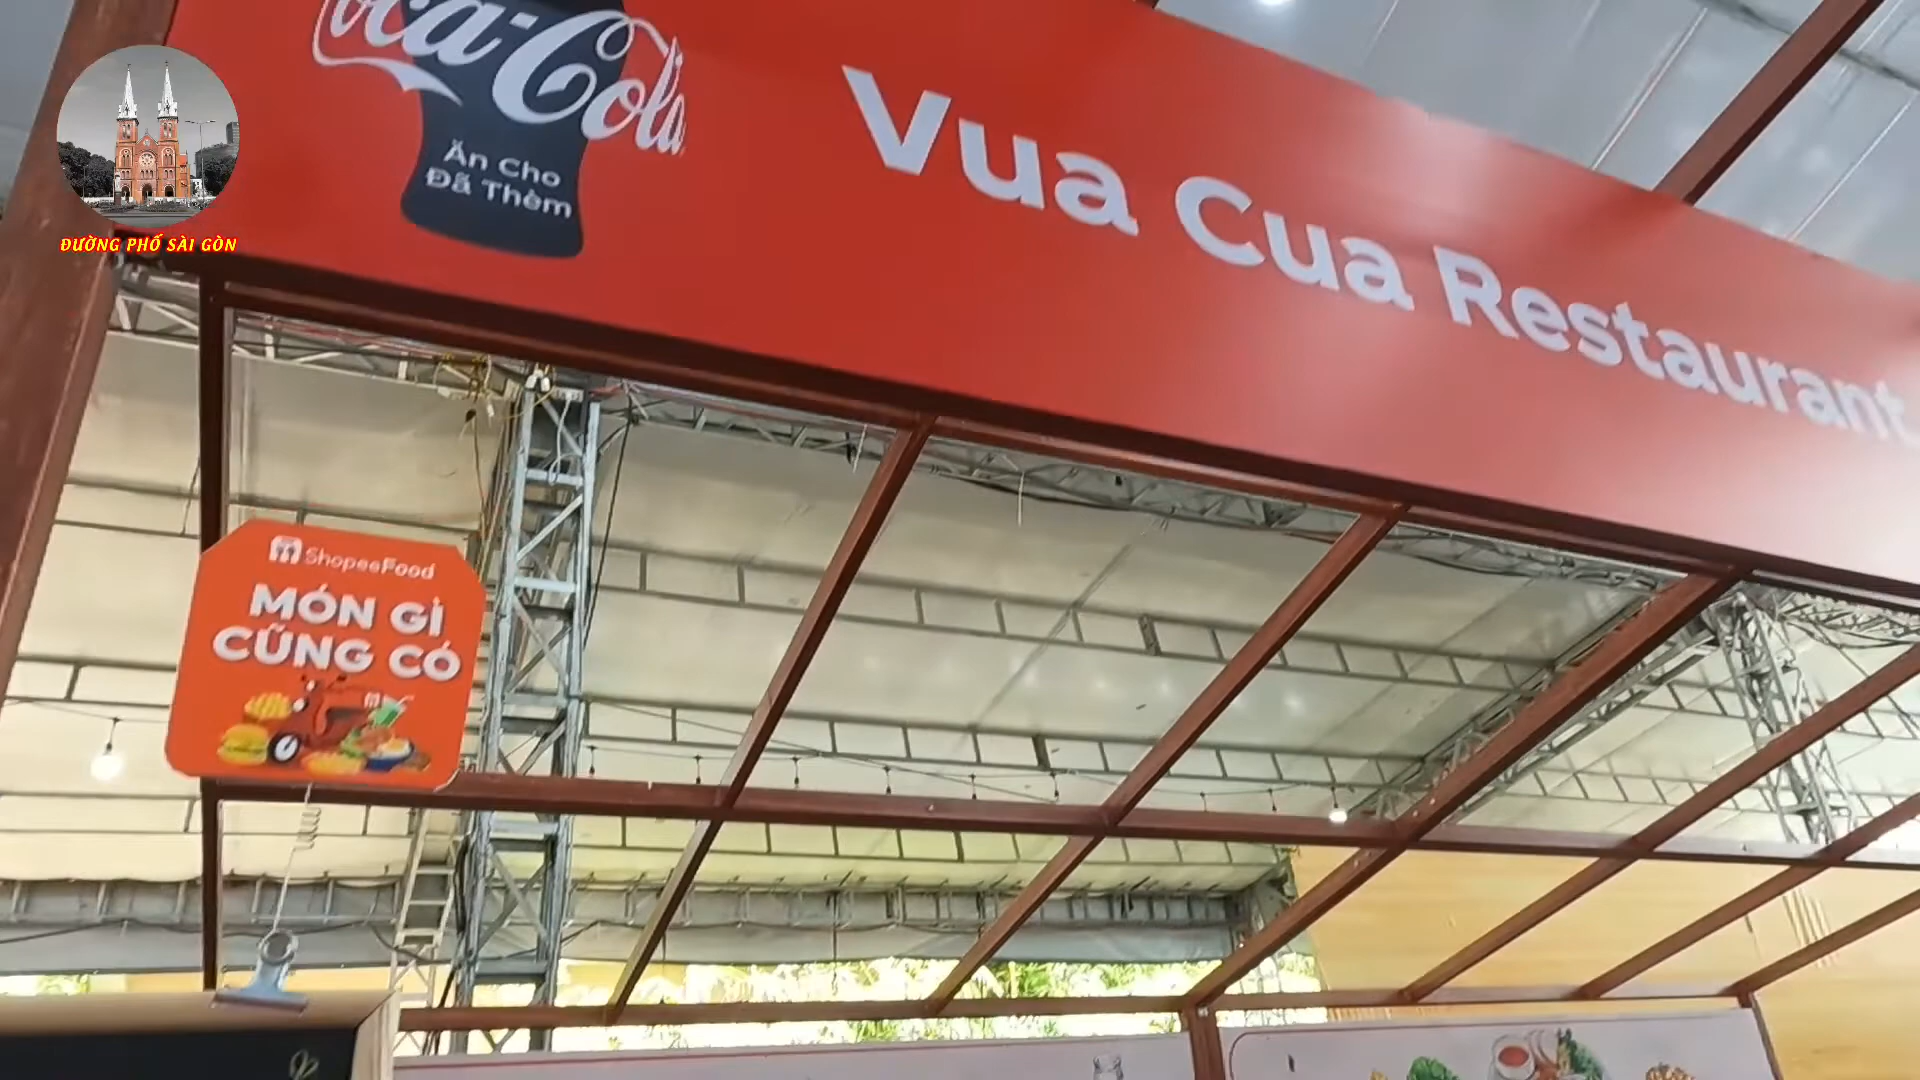 Coca-Cola
Ăn Cho
Đã Thèm
Vua Cua Restaurant
ĐƯỜNG PHỐ SÀI GÒN
ShopeeFood
MÓN GÌ
CŨNG CÓ